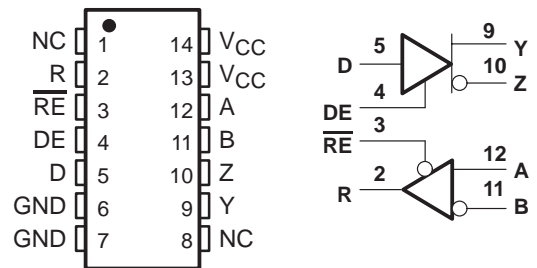 NC 1 14 VCC
R 2 13 VCC
RE 3 12 A
DE 4 11 B
D 5 10 Z
GND 6 9 Y
GND 7 8 NC
5 9 Y
D
10 Z
4
DE
3
RE
12 A
2
R
11 B